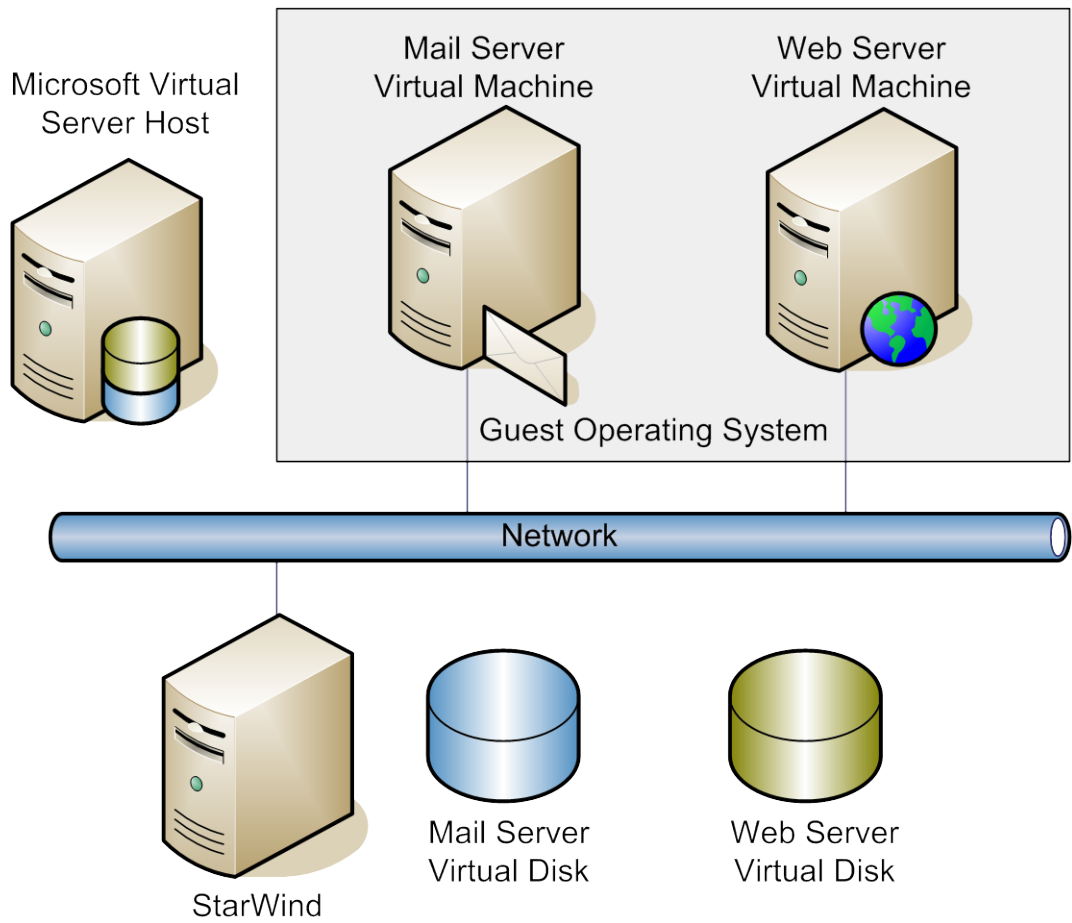 Microsoft Virtual
Server Host
Mail Server
Virtual Machine
Web Server
Virtual Machine
Guest Operating System
Network
StarWind
Mail Server
Virtual Disk
Web Server
Virtual Disk